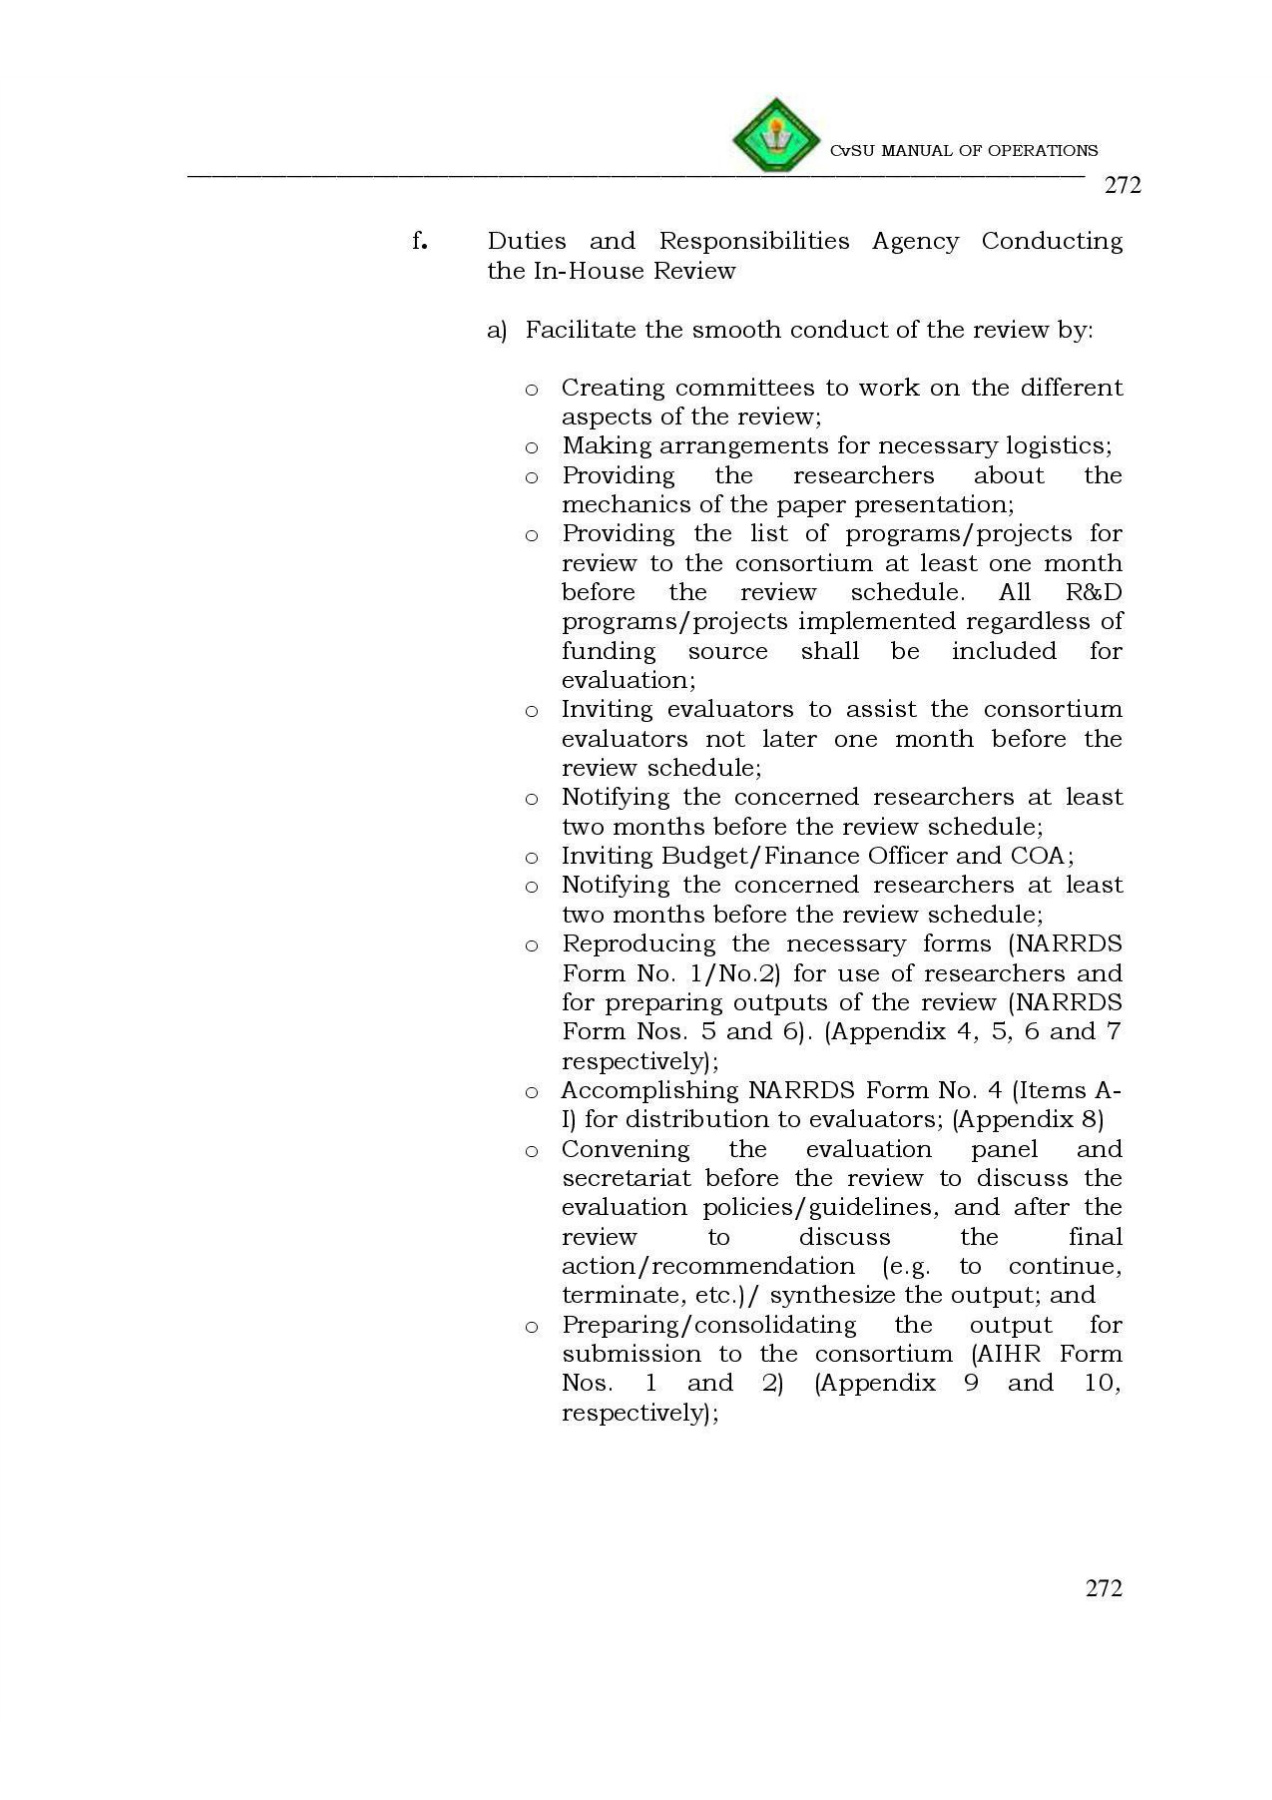 CvSU MANUAL OF OPERATIONS
272
f. Duties and Responsibilities Agency Conducting
the In-House Review
a) Facilitate the smooth conduct of the review by:
o Creating committees to work on the different
aspects of the review;
o Making arrangements for necessary logistics;
o Providing the researchers about the
mechanics of the paper presentation;
o Providing the list of programs/projects for
review to the consortium at least one month
before the review schedule. All R&D
programs/projects implemented regardless of
funding source shall be included for
evaluation;
o Inviting evaluators to assist the consortium
evaluators not later one month before the
review schedule;
o Notifying the concerned researchers at least
two months before the review schedule;
o Inviting Budget/Finance Officer and COA;
o Notifying the concerned researchers at least
two months before the review schedule;
o Reproducing the necessary forms (NARRDS
Form No. 1/No.2) for use of researchers and
for preparing outputs of the review (NARRDS
Form Nos. 5 and 6). (Appendix 4, 5, 6 and 7
respectively);
o Accomplishing NARRDS Form No. 4 (Items A-
I) for distribution to evaluators; (Appendix 8)
o Convening the evaluation panel and
secretariat before the review to discuss the
evaluation policies/guidelines, and after the
review to discuss the final
action/recommendation (e.g. to continue,
terminate, etc.)/ synthesize the output; and
o Preparing/consolidating the output for
submission to the consortium (AIHR Form
Nos. 1 and 2) (Appendix 9 and 10,
respectively);
272